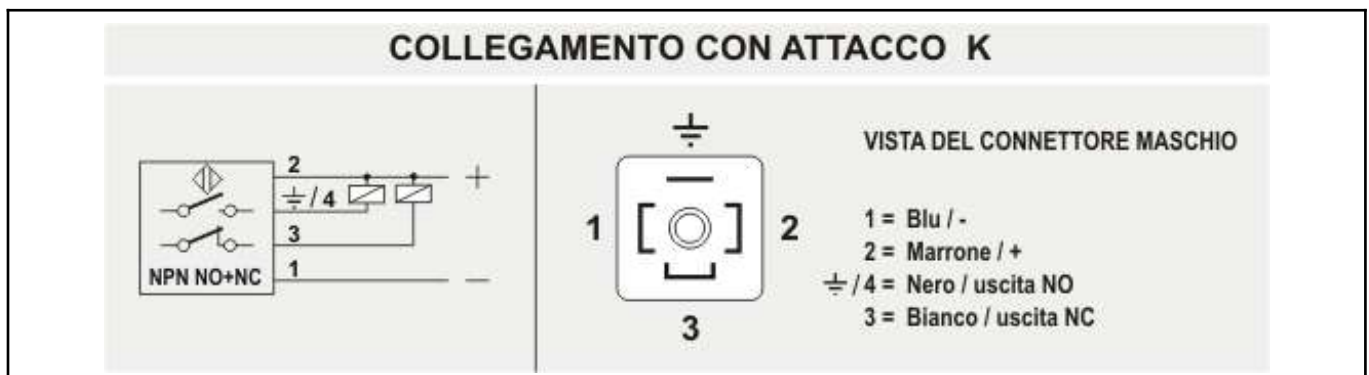 COLLEGAMENTO CON ATTACCO K
2
+
⏚/4
3
NPN NO+NC
1
−
⏚
1
2
3
VISTA DEL CONNETTORE MASCHIO
1 = Blu / -
2 = Marrone / +
⏚/4 = Nero / uscita NO
3 = Bianco / uscita NC